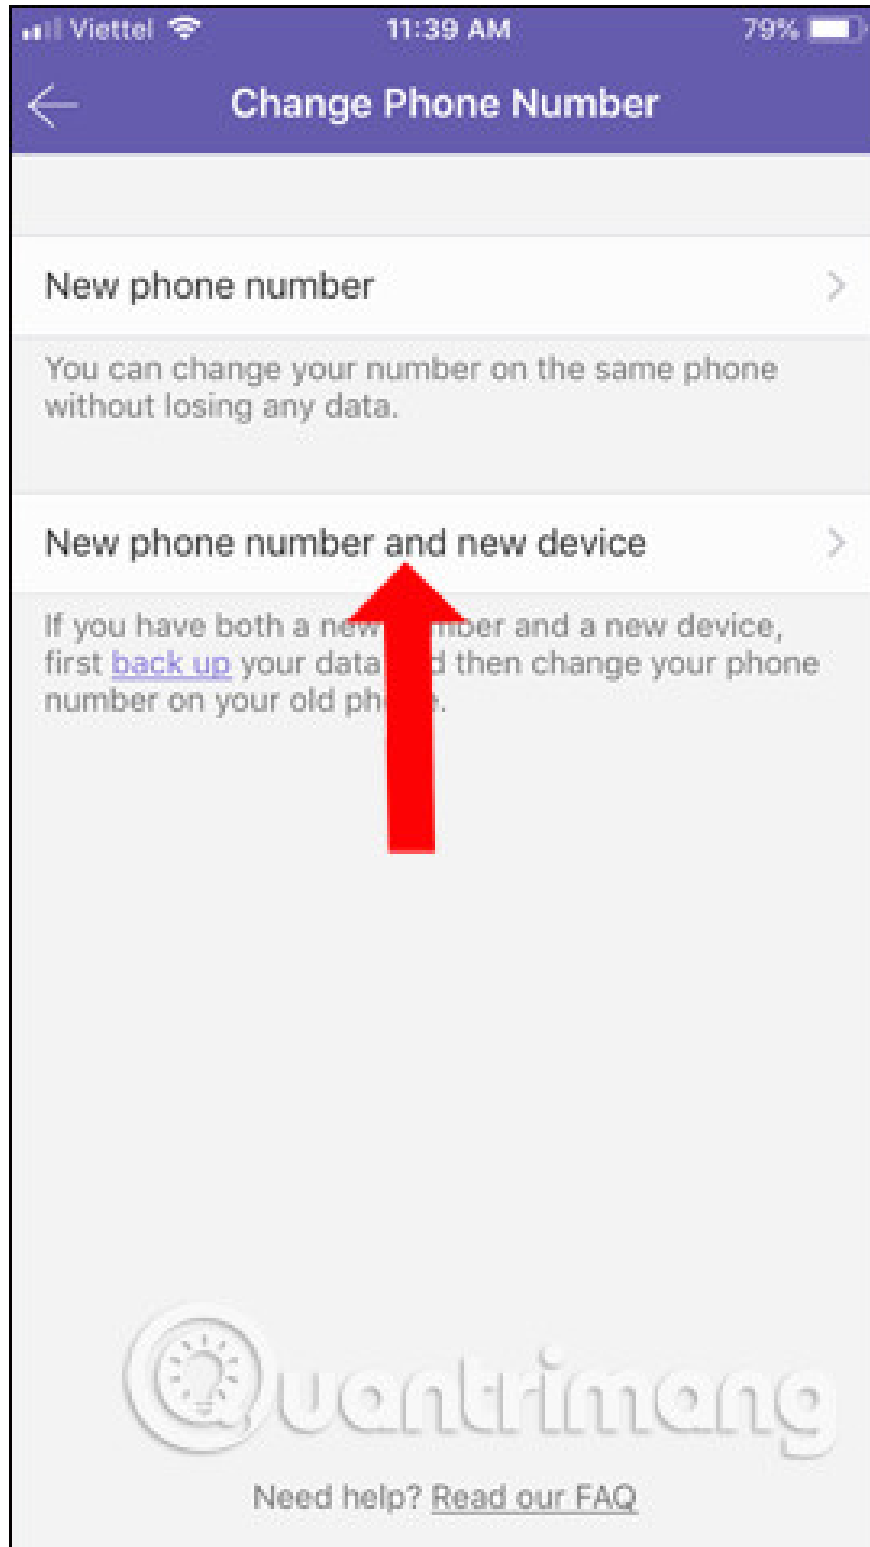 Viettel 11:39 AM 79%
Change Phone Number
New phone number
You can change your number on the same phone
without losing any data.
New phone number and new device
If you have both a new number and a new device,
first back up your data and then change your phone
number on your old phone.
Quantrimang
Need help? Read our FAQ